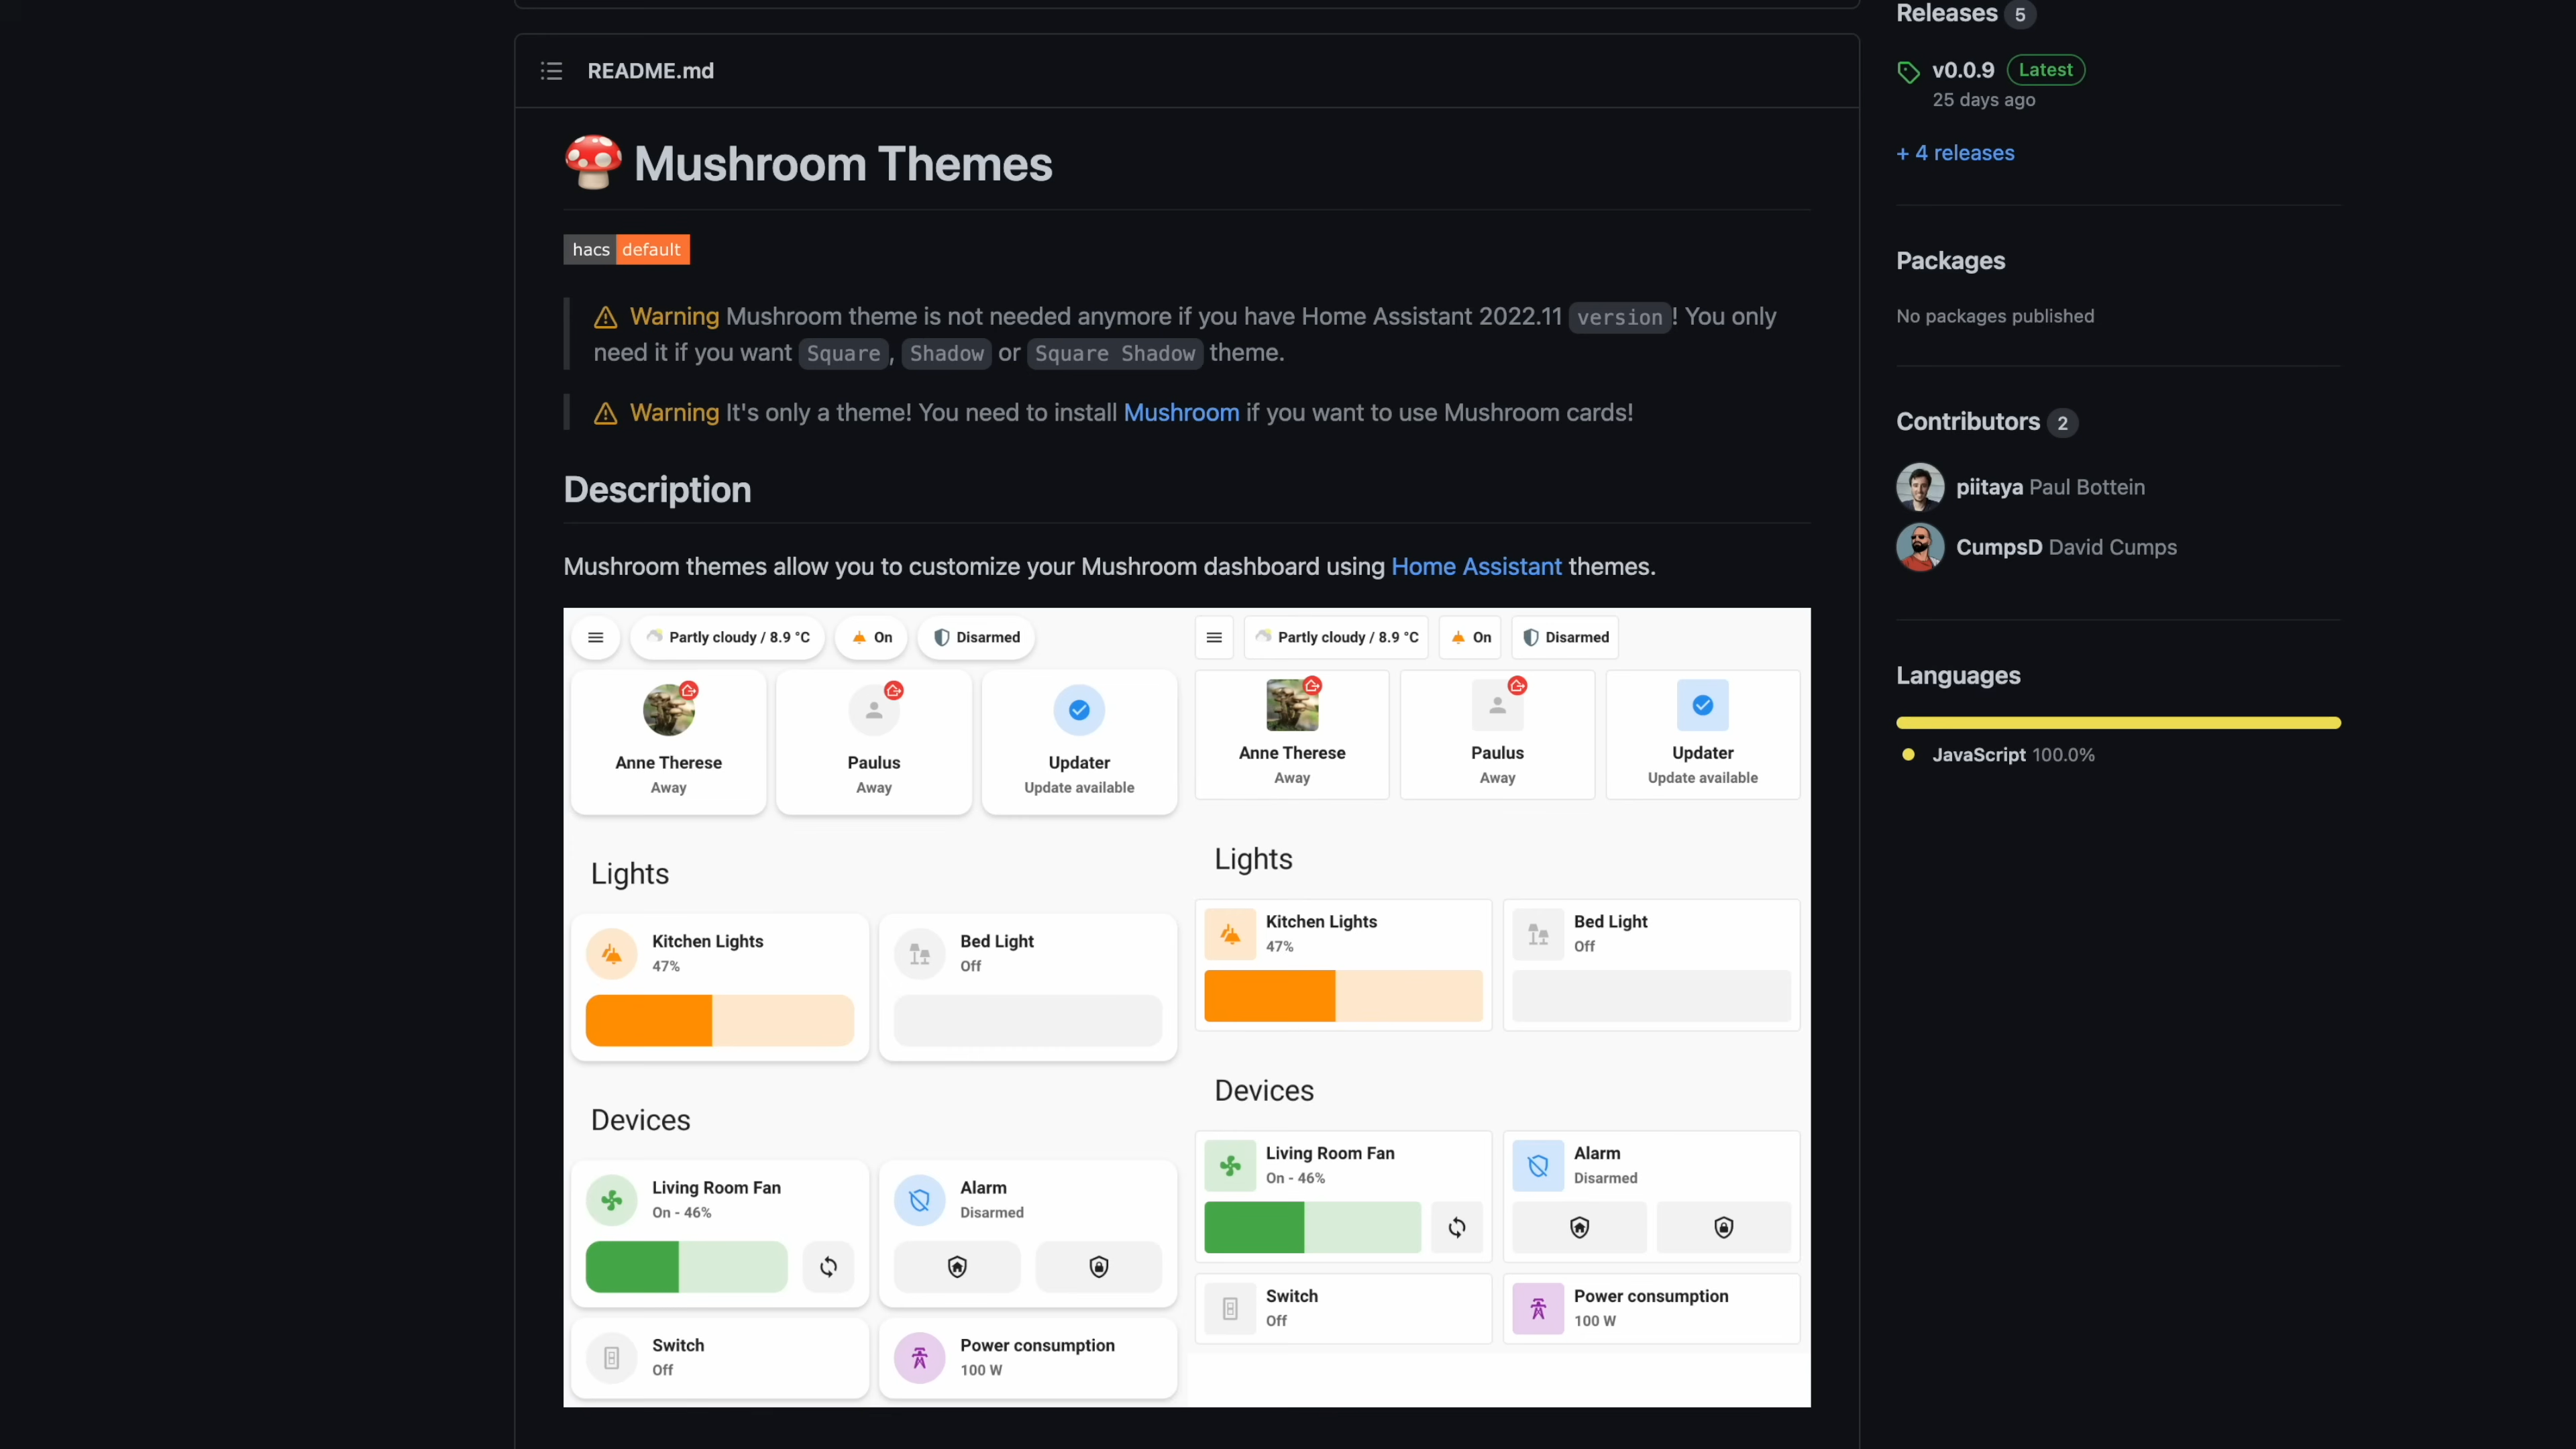 README.md
Mushroom Themes
hacs default
Warning Mushroom theme is not needed anymore if you have Home Assistant 2022.11 version! You only
need it if you want Square, Shadow or Square Shadow theme.
Warning It's only a theme! You need to install Mushroom if you want to use Mushroom cards!
Description
Mushroom themes allow you to customize your Mushroom dashboard using Home Assistant themes.
Partly cloudy / 8.9 °C
On
Disarmed
Anne Therese
Away
Paulus
Away
Updater
Update available
Lights
Kitchen Lights
47%
Bed Light
Off
Devices
Living Room Fan
On - 46%
Alarm
Disarmed
Switch
Off
Power consumption
100 W
Partly cloudy / 8.9 °C
On
Disarmed
Anne Therese
Away
Paulus
Away
Updater
Update available
Lights
Kitchen Lights
47%
Bed Light
Off
Devices
Living Room Fan
On - 46%
Alarm
Disarmed
Switch
Off
Power consumption
100 W
Releases 5
v0.0.9 Latest
25 days ago
+ 4 releases
Packages
No packages published
Contributors 2
piitaya Paul Bottein
CumpsD David Cumps
Languages
JavaScript 100.0%